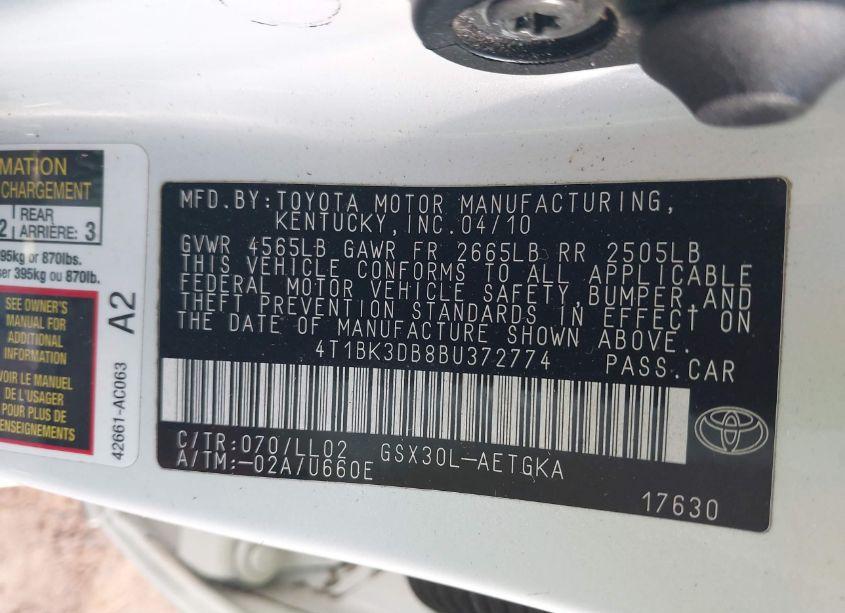 MATION
CHARGEMENT
2 REAR
ARRIÈRE: 3
395kg or 870lbs.
ser 395kg ou 870lb.
SEE OWNER'S
MANUAL FOR
ADDITIONAL
INFORMATION
VOIR LE MANUEL
DE L'USAGER
POUR PLUS DE
RENSEIGNEMENTS
A2
42661-AC063
MFD.BY:TOYOTA MOTOR MANUFACTURING,
KENTUCKY,INC.04/10
GVWR 4565LB GAWR FR 2665LB RR 2505LB
THIS VEHICLE CONFORMS TO ALL APPLICABLE
FEDERAL MOTOR VEHICLE SAFETY,BUMPER,AND
THEFT PREVENTION STANDARDS IN EFFECT ON
THE DATE OF MANUFACTURE SHOWN ABOVE.
4T1BK3DB8BU372774 PASS.CAR
C/TR:070/LL02 GSX30L-AETGKA
A/TM:-02A/U660E
17630